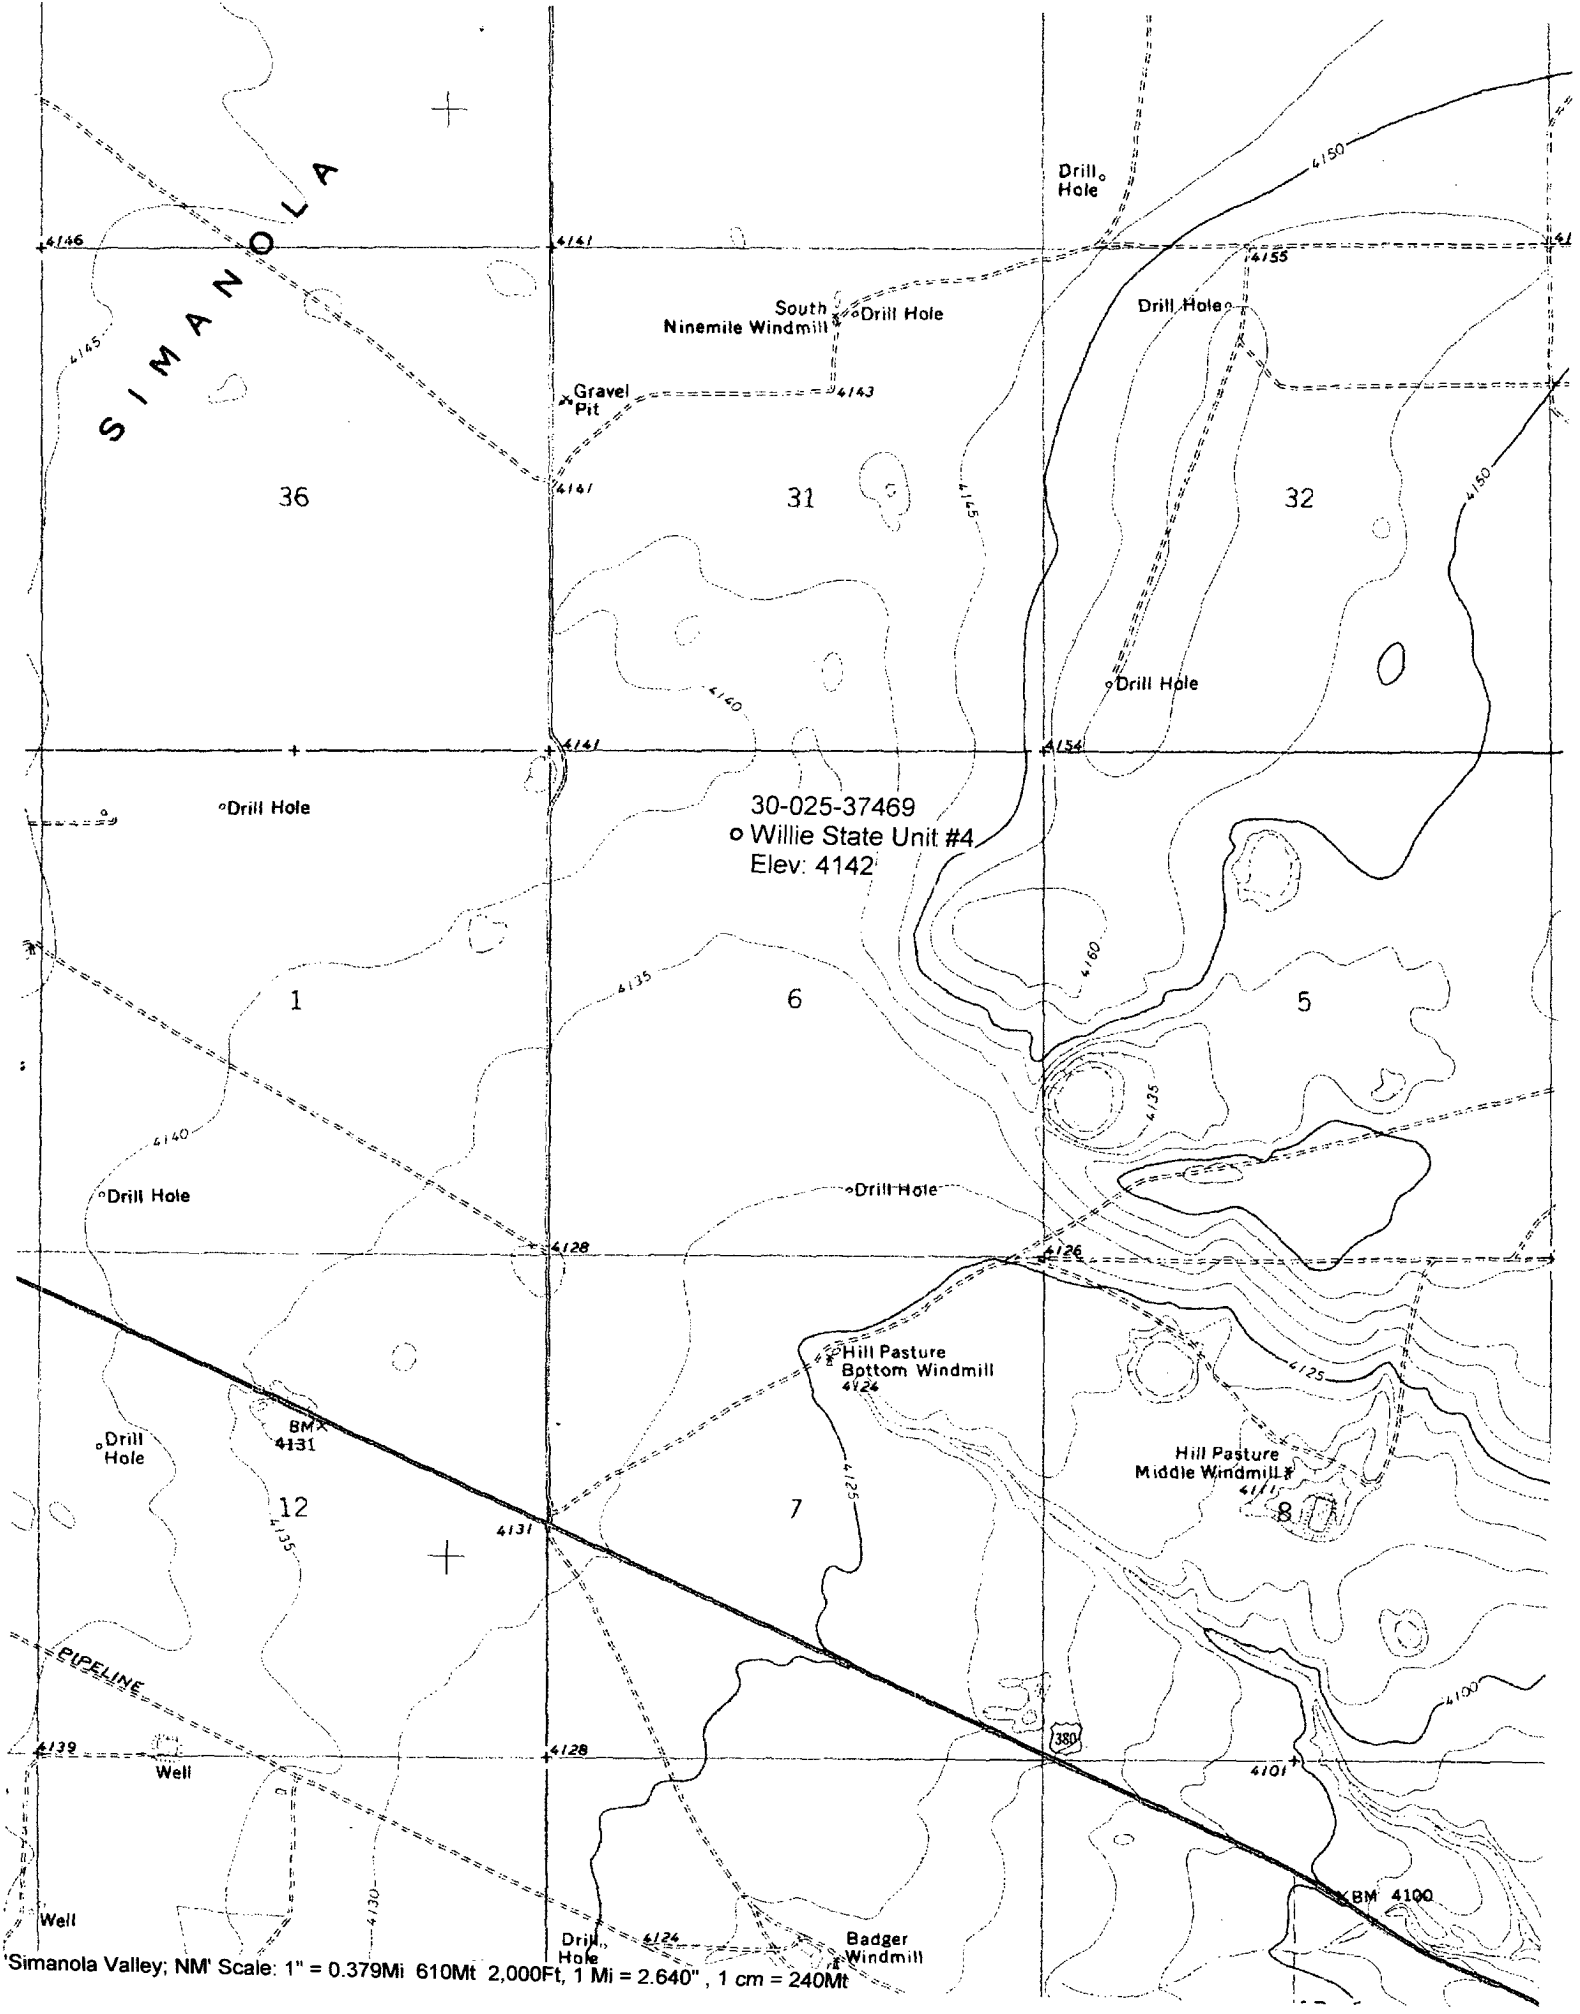 Drill
Hole
4150
SIMANOLA
4146
4141
4155
South
Ninemile Windmill
Drill Hole
Drill Hole
4145
Gravel
Pit
4143
4141
36
31
4145
32
4150
4140
Drill Hole
4141
4154
Drill Hole
30-025-37469
Willie State Unit #4
Elev: 4142
4160
4135
1
6
5
4135
4140
Drill Hole
Drill Hole
4128
4126
Hill Pasture
Bottom Windmill
4124
4125
BM
4131
Drill
Hole
4125
Hill Pasture
Middle Windmill
4111
12
7
8
4131
4135
PIPELINE
4100
380
4139
4128
4101
Well
4130
BM 4100
Well
Drill
Hole
4124
Badger
Windmill
'Simanola Valley; NM' Scale: 1" = 0.379Mi 610Mt 2,000Ft, 1 Mi = 2.640" , 1 cm = 240Mt